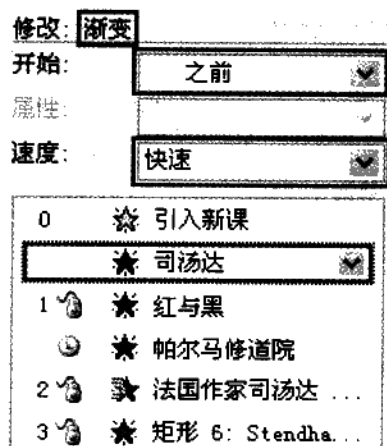 修改: 渐变
开始: 之前
属性:
速度: 快速
0 引入新课
司汤达
1 红与黑
帕尔马修道院
2 法国作家司汤达 ...
3 矩形 6: Stendha...